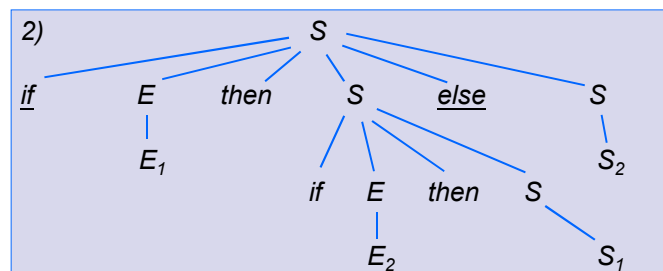 2) S
if E then S else S
E₁ S₂
if E then S
E₂ S₁